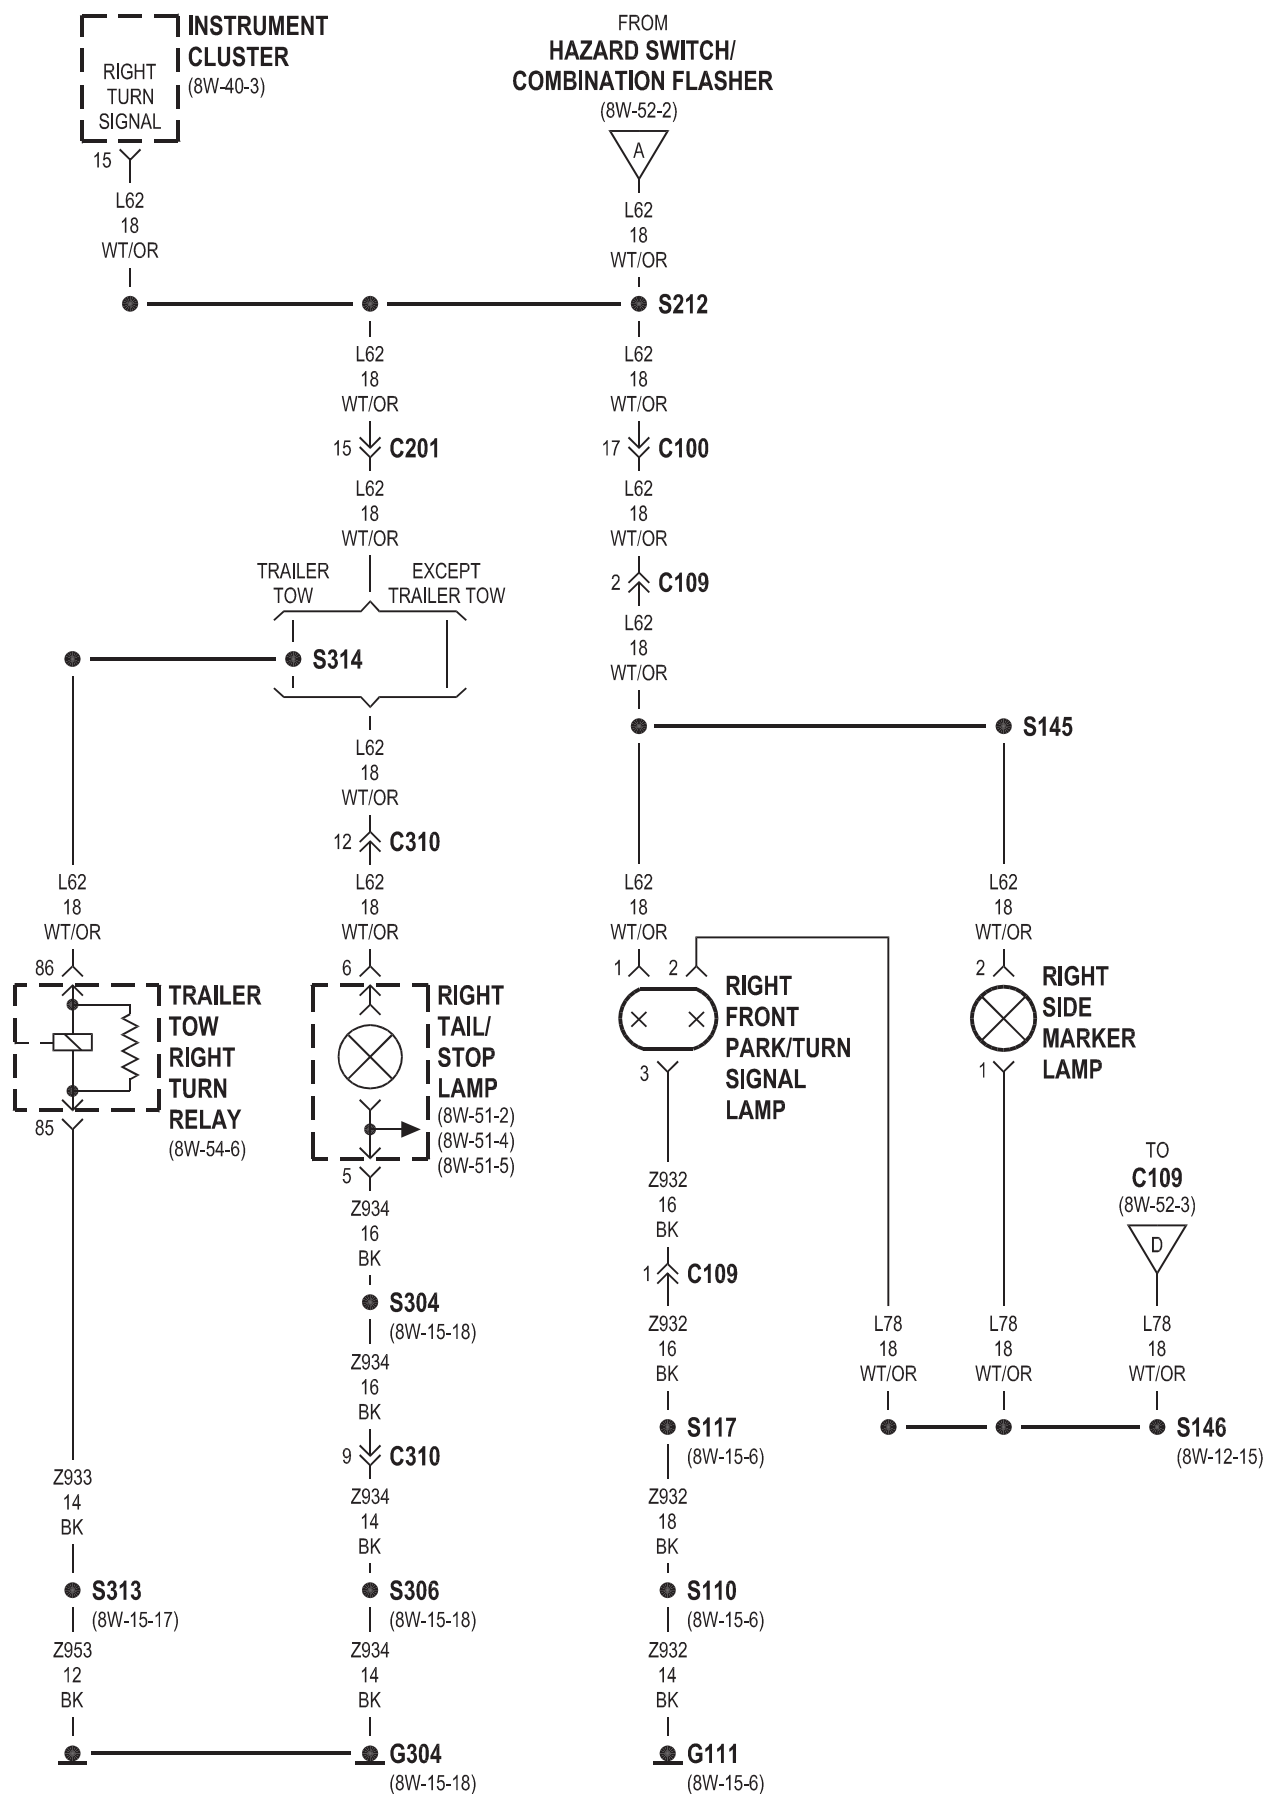 INSTRUMENT
CLUSTER
(8W-40-3)
RIGHT
TURN
SIGNAL
15
L62
18
WT/OR
FROM
HAZARD SWITCH/
COMBINATION FLASHER
(8W-52-2)
A
L62
18
WT/OR
S212
L62
18
WT/OR
15
C201
L62
18
WT/OR
L62
18
WT/OR
17
C100
L62
18
WT/OR
TRAILER
TOW
EXCEPT
TRAILER TOW
2
C109
L62
18
WT/OR
S314
S145
L62
18
WT/OR
12
C310
L62
18
WT/OR
L62
18
WT/OR
L62
18
WT/OR
L62
18
WT/OR
86
TRAILER
TOW
RIGHT
TURN
RELAY
(8W-54-6)
85
6
RIGHT
TAIL/
STOP
LAMP
(8W-51-2)
(8W-51-4)
(8W-51-5)
5
1
2
RIGHT
FRONT
PARK/TURN
SIGNAL
LAMP
3
2
RIGHT
SIDE
MARKER
LAMP
1
Z934
16
BK
S304
(8W-15-18)
Z934
16
BK
9
C310
Z934
14
BK
Z932
16
BK
1
C109
Z932
16
BK
S117
(8W-15-6)
Z932
18
BK
TO
C109
(8W-52-3)
D
L78
18
WT/OR
L78
18
WT/OR
L78
18
WT/OR
S146
(8W-12-15)
Z933
14
BK
S313
(8W-15-17)
Z953
12
BK
S306
(8W-15-18)
Z934
14
BK
G304
(8W-15-18)
S110
(8W-15-6)
Z932
14
BK
G111
(8W-15-6)